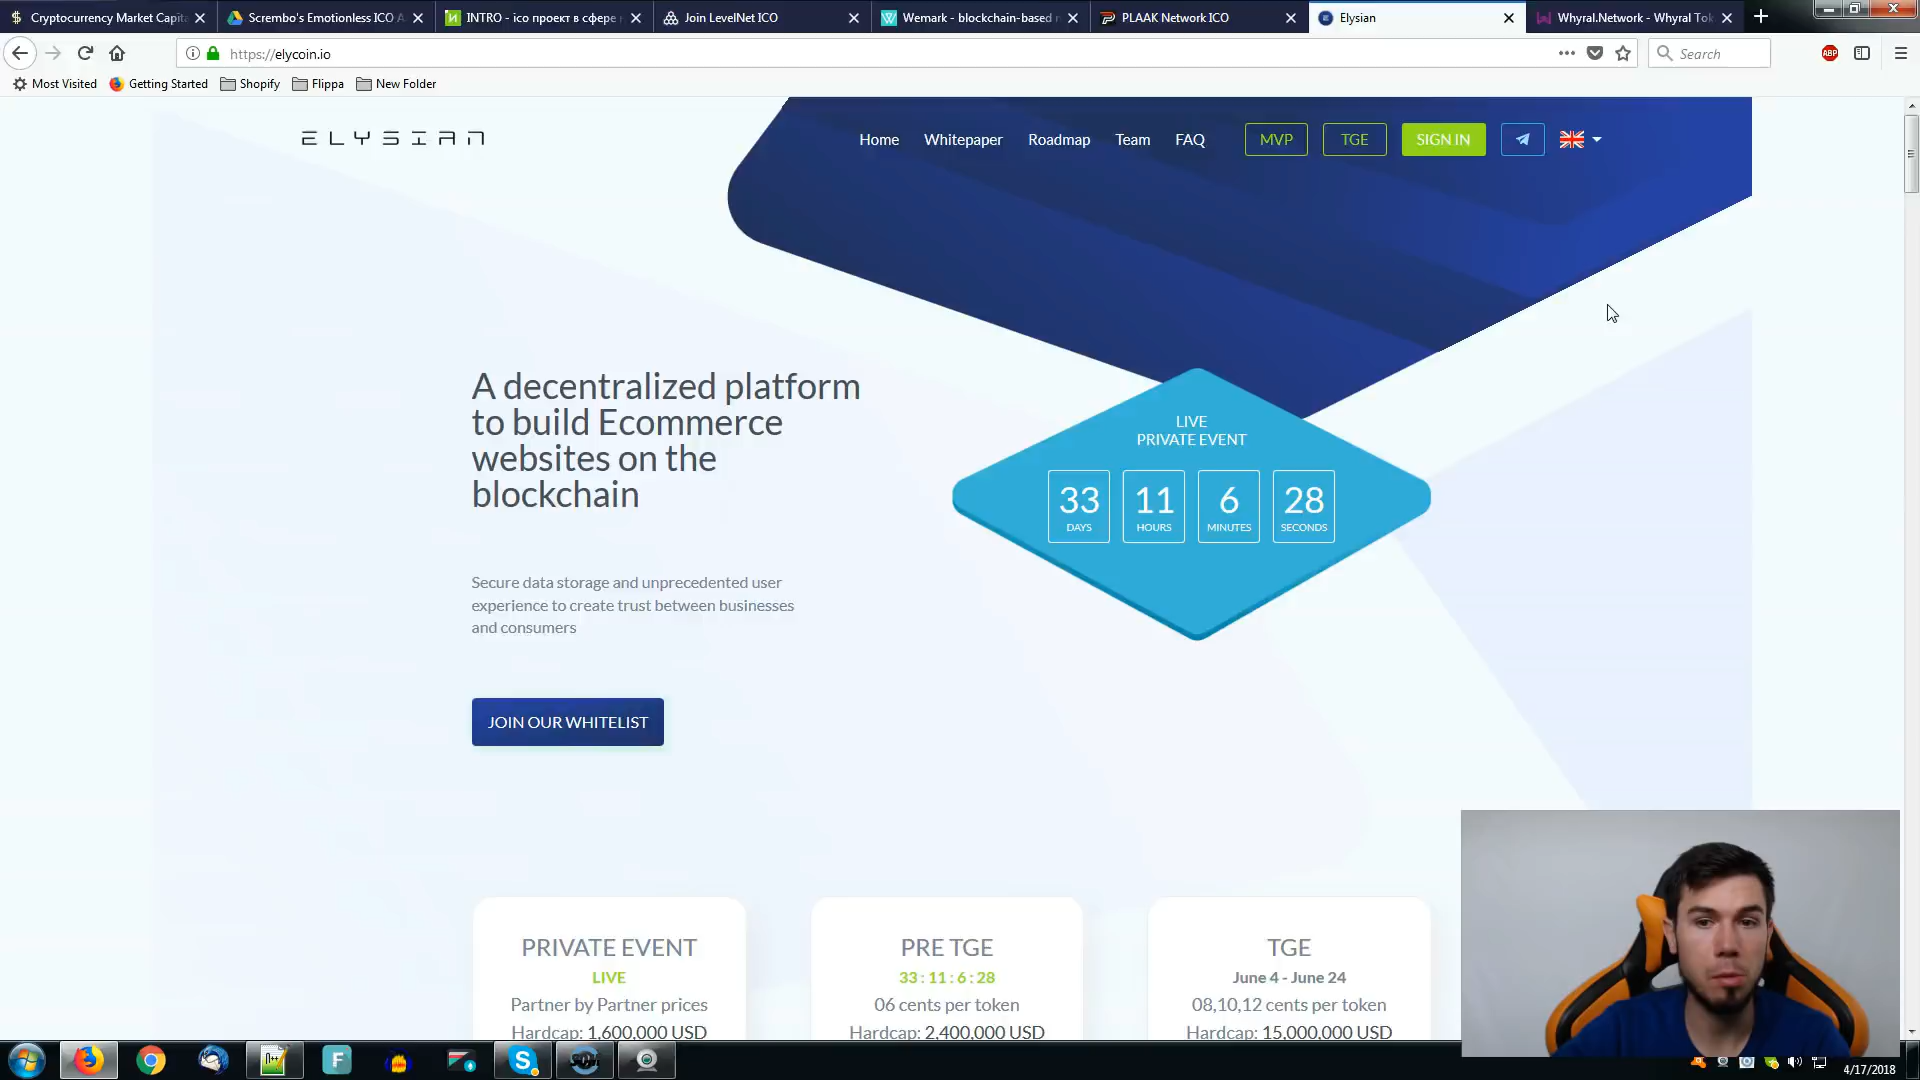 Cryptocurrency Market Capit
Scrembo's Emotionless ICO A
INTRO - ico проект в сфере
Join LevelNet ICO
Wemark - blockchain-based
PLAAK Network ICO
Elysian
Whyral.Network - Whyral Tok
https://elycoin.io
Search
ABP
Most Visited
Getting Started
Shopify
Flippa
New Folder
ELYSIAN
Home
Whitepaper
Roadmap
Team
FAQ
MVP
TGE
SIGN IN
A decentralized platform
to build Ecommerce
websites on the
blockchain
LIVE
PRIVATE EVENT
33 11 6 28
DAYS HOURS MINUTES SECONDS
Secure data storage and unprecedented user
experience to create trust between businesses
and consumers
JOIN OUR WHITELIST
PRIVATE EVENT
LIVE
Partner by Partner prices
Hardcap: 1,600,000 USD
PRE TGE
33 : 11 : 6 : 28
06 cents per token
Hardcap: 2,400,000 USD
TGE
June 4 - June 24
08,10,12 cents per token
Hardcap: 15,000,000 USD
4/17/2018